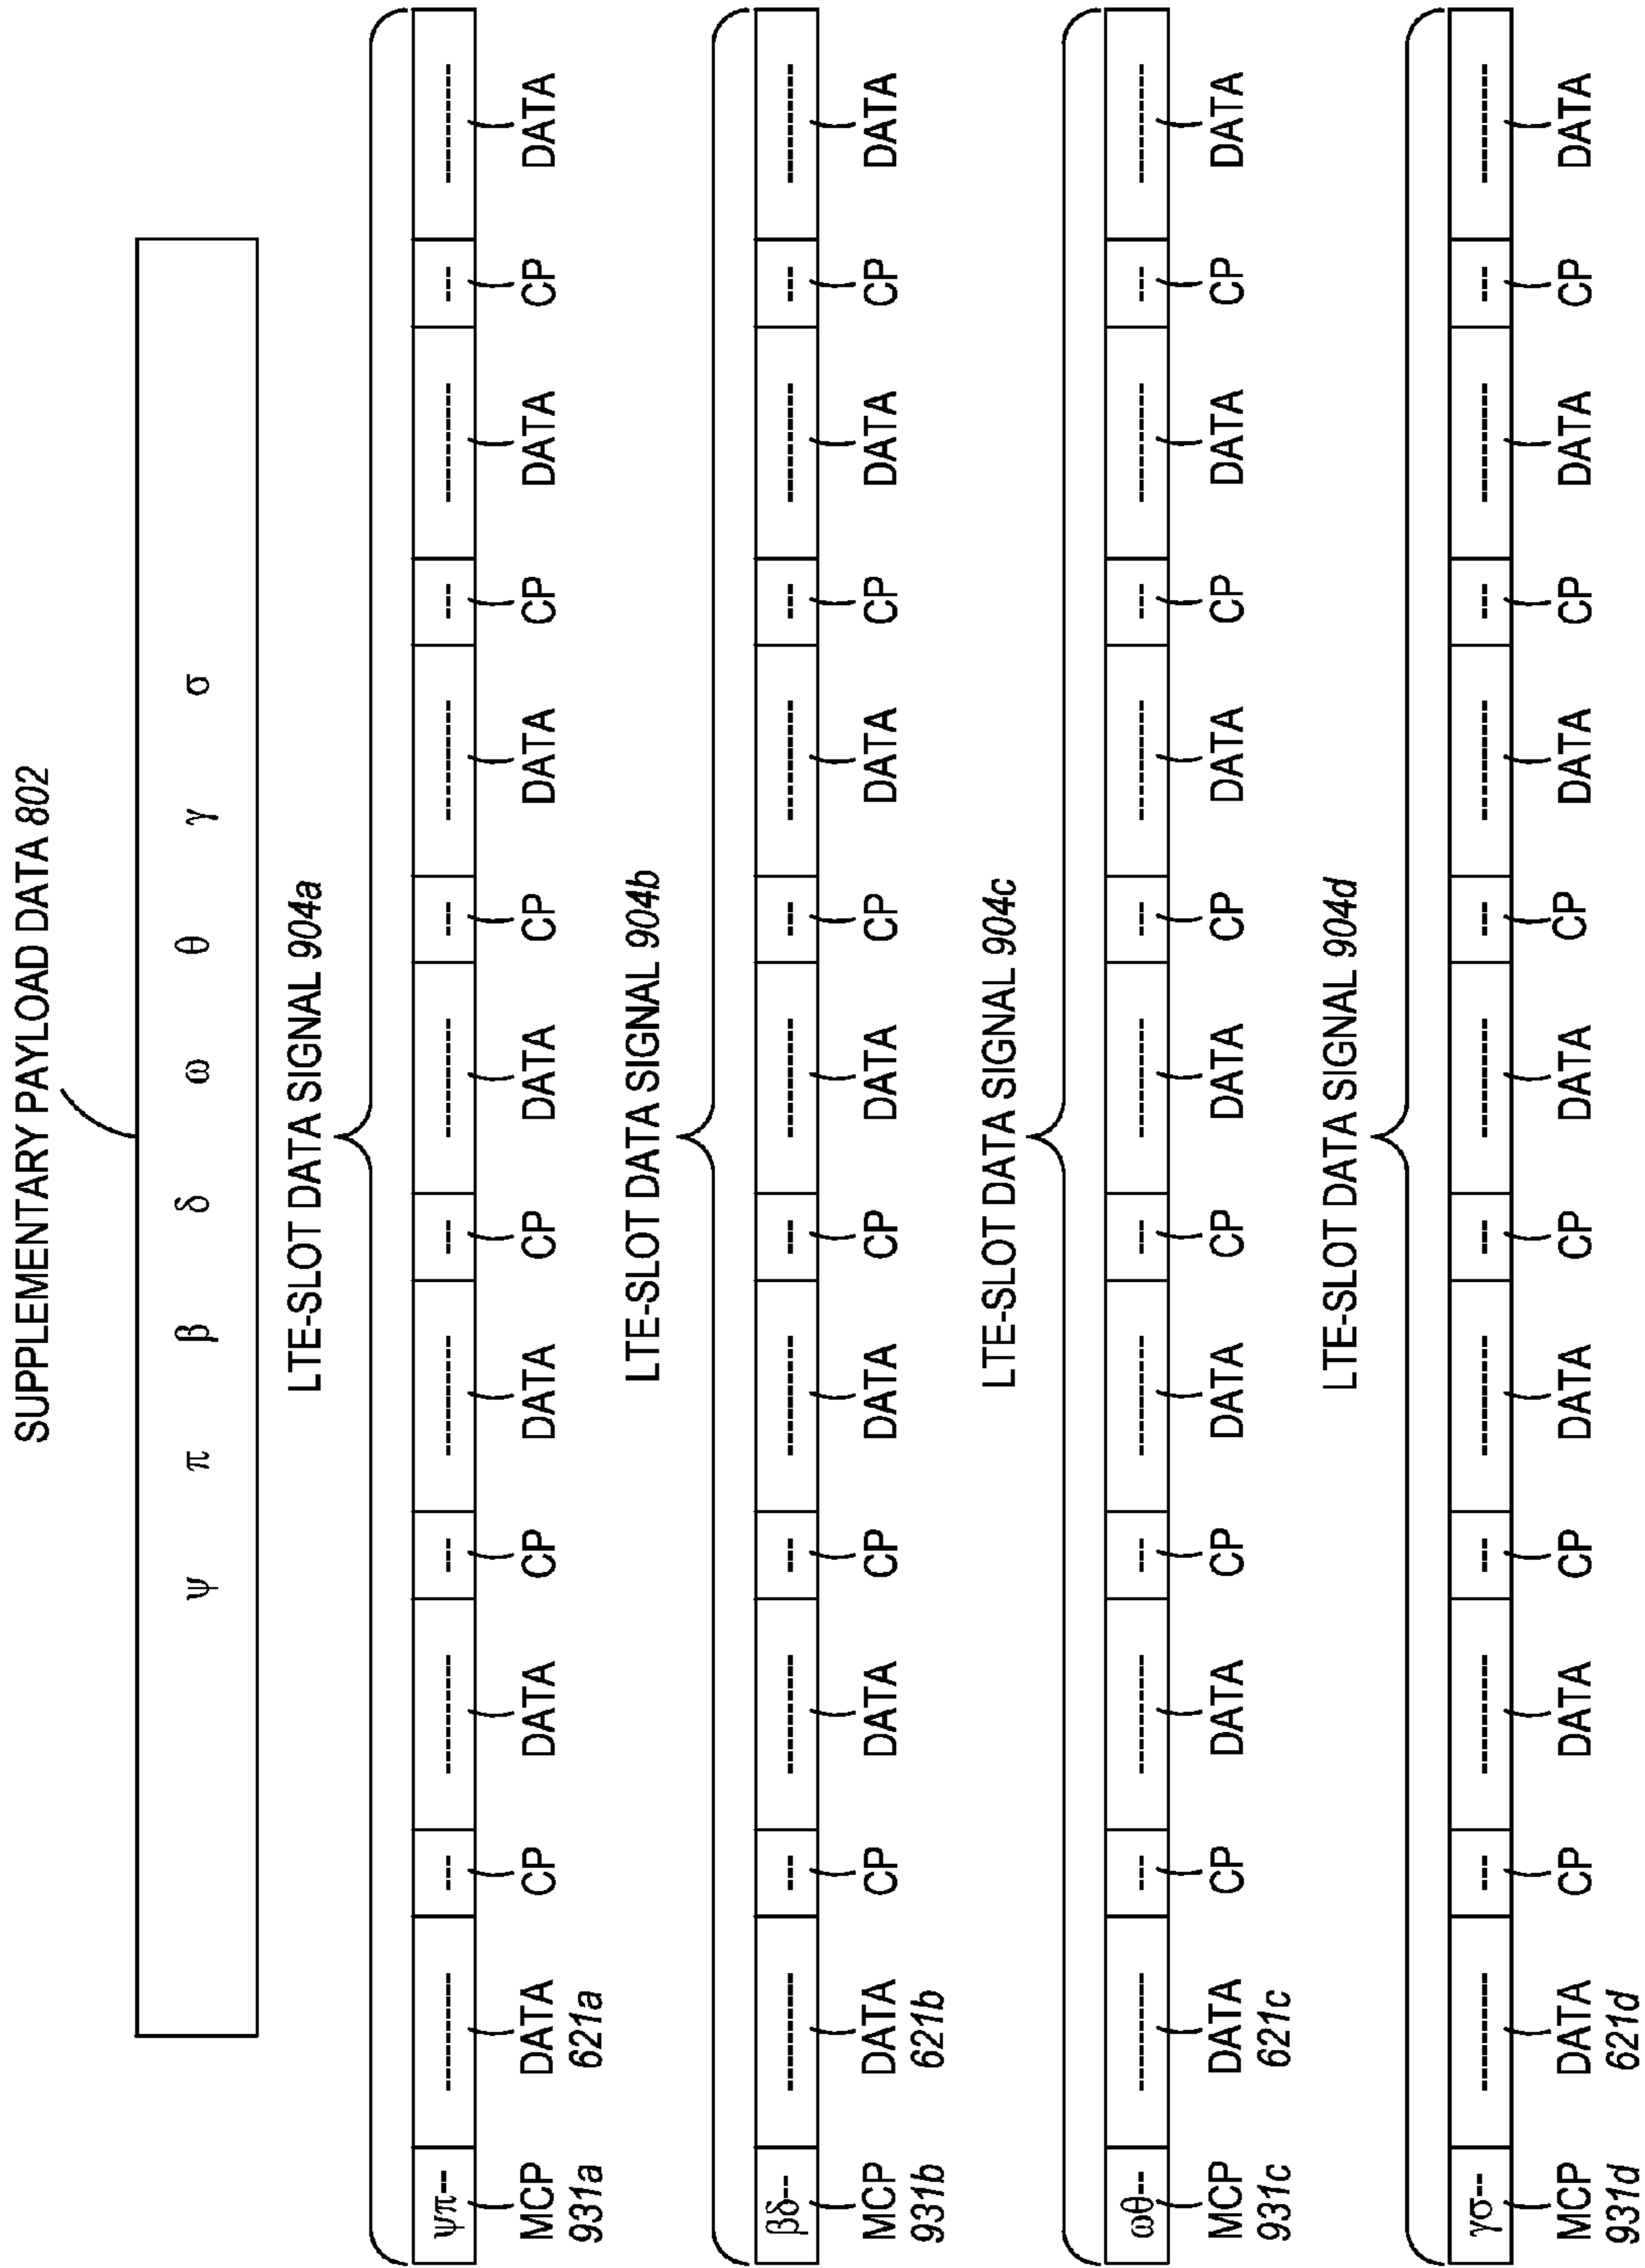 SUPPLEMENTARY PAYLOAD DATA 802
ψ π β δ ω θ γ σ
LTE-SLOT DATA SIGNAL 904a
ψπ-- --------- --- --------- --- --------- --- --------- --- --------- --- --------- --- ---------
MCP DATA CP DATA CP DATA CP DATA CP DATA CP DATA CP DATA
931a 621a
LTE-SLOT DATA SIGNAL 904b
βδ-- --------- --- --------- --- --------- --- --------- --- --------- --- --------- --- ---------
MCP DATA CP DATA CP DATA CP DATA CP DATA CP DATA CP DATA
931b 621b
LTE-SLOT DATA SIGNAL 904c
ωθ-- --------- --- --------- --- --------- --- --------- --- --------- --- --------- --- ---------
MCP DATA CP DATA CP DATA CP DATA CP DATA CP DATA CP DATA
931c 621c
LTE-SLOT DATA SIGNAL 904d
γσ-- --------- --- --------- --- --------- --- --------- --- --------- --- --------- --- ---------
MCP DATA CP DATA CP DATA CP DATA CP DATA CP DATA CP DATA
931d 621d